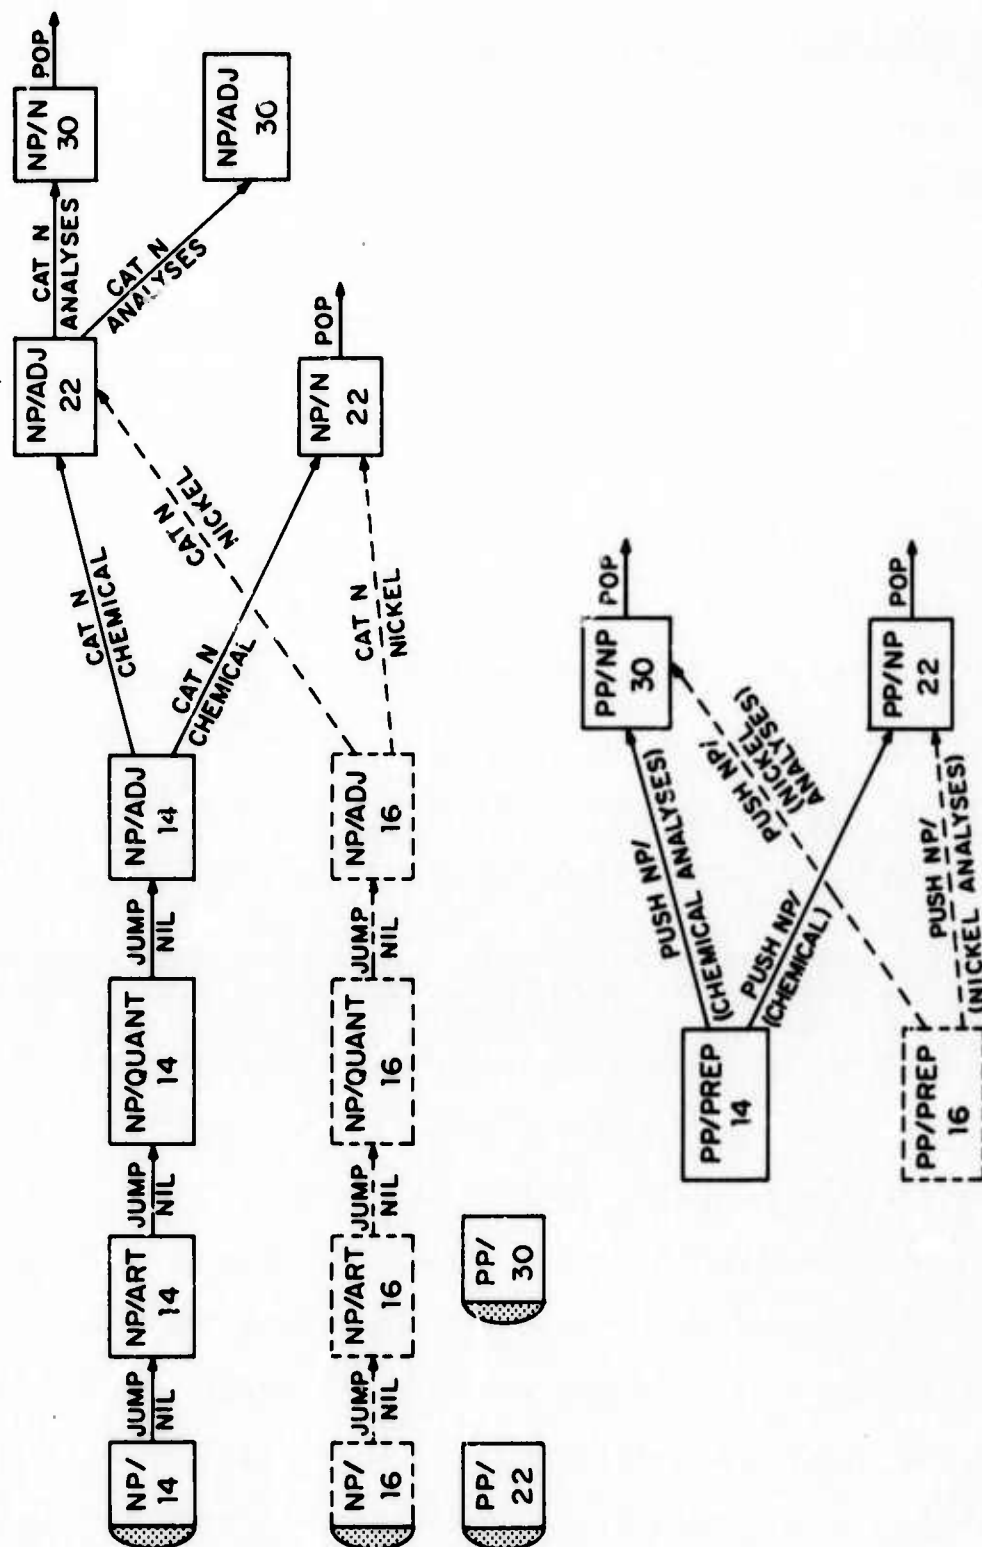 NP/
14
JUMP
NIL
NP/ART
14
JUMP
NIL
NP/QUANT
14
JUMP
NIL
NP/ADJ
14
CAT N
CHEMICAL
CAT N
CHEMICAL
NP/ADJ
22
CAT N
ANALYSES
CAT N
ANALYSES
NP/N
30
POP
NP/ADJ
30
NP/
16
JUMP
NIL
NP/ART
16
JUMP
NIL
NP/QUANT
16
JUMP
NIL
NP/ADJ
16
CAT N
NICKEL
CAT N
NICKEL
NP/N
22
POP
PP/
22
PP/
30
PP/PREP
14
PUSH NP/
(CHEMICAL ANALYSES)
PUSH NP/
(CHEMICAL)
PP/NP
30
POP
PP/PREP
16
PUSH NP/
(NICKEL
ANALYSES)
PUSH NP/
(NICKEL ANALYSES)
PP/NP
22
POP